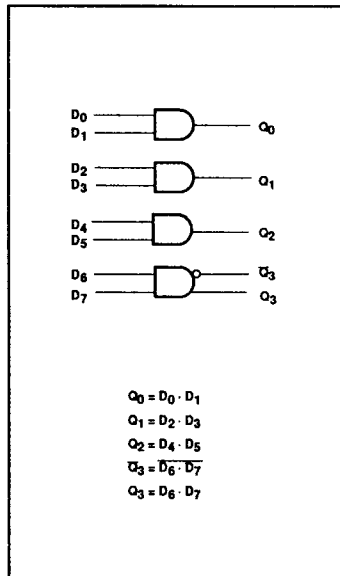 D₀
D₁
Q₀
D₂
D₃
Q₁
D₄
D₅
Q₂
D₆
Q̅₃
D₇
Q₃
Q₀ = D₀ · D₁
Q₁ = D₂ · D₃
Q₂ = D₄ · D₅
Q̅₃ = D̅₆̅ ̅·̅ ̅D̅₇̅
Q₃ = D₆ · D₇